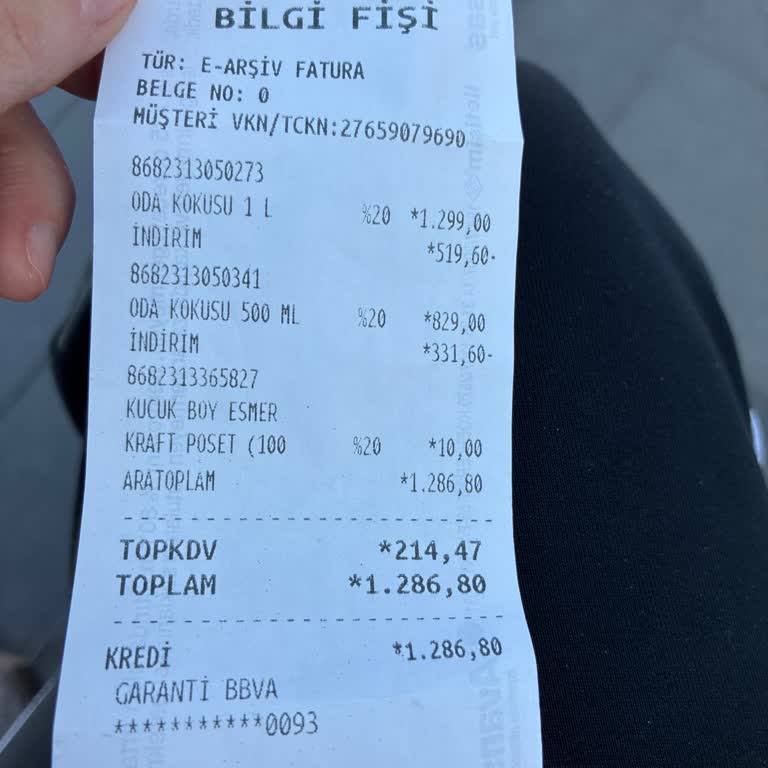 BİLGİ FİŞİ
TÜR: E-ARŞİV FATURA
BELGE NO: 0
MÜŞTERİ VKN/TCKN:27659079690
8682313050273
ODA KOKUSU 1 L %20 *1.299,00
İNDİRİM *519,60-
8682313050341
ODA KOKUSU 500 ML %20 *829,00
İNDİRİM *331,60-
8682313365827
KUCUK BOY ESMER
KRAFT POSET (100 %20 *10,00
ARATOPLAM *1.286,80
TOPKDV *214,47
TOPLAM *1.286,80
KREDİ *1.286,80
GARANTİ BBVA
***********0093